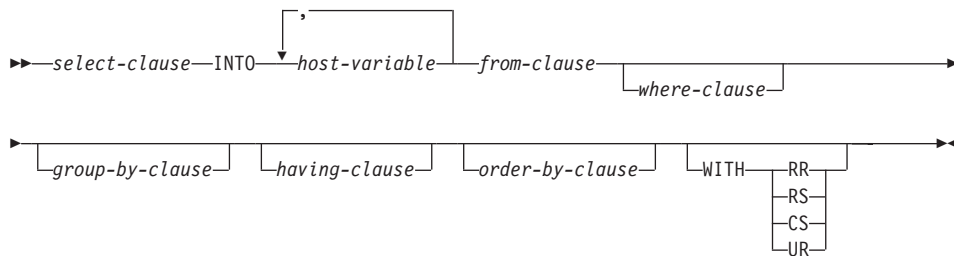 ,
select-clause INTO host-variable from-clause
where-clause
group-by-clause having-clause order-by-clause WITH RR
RS
CS
UR